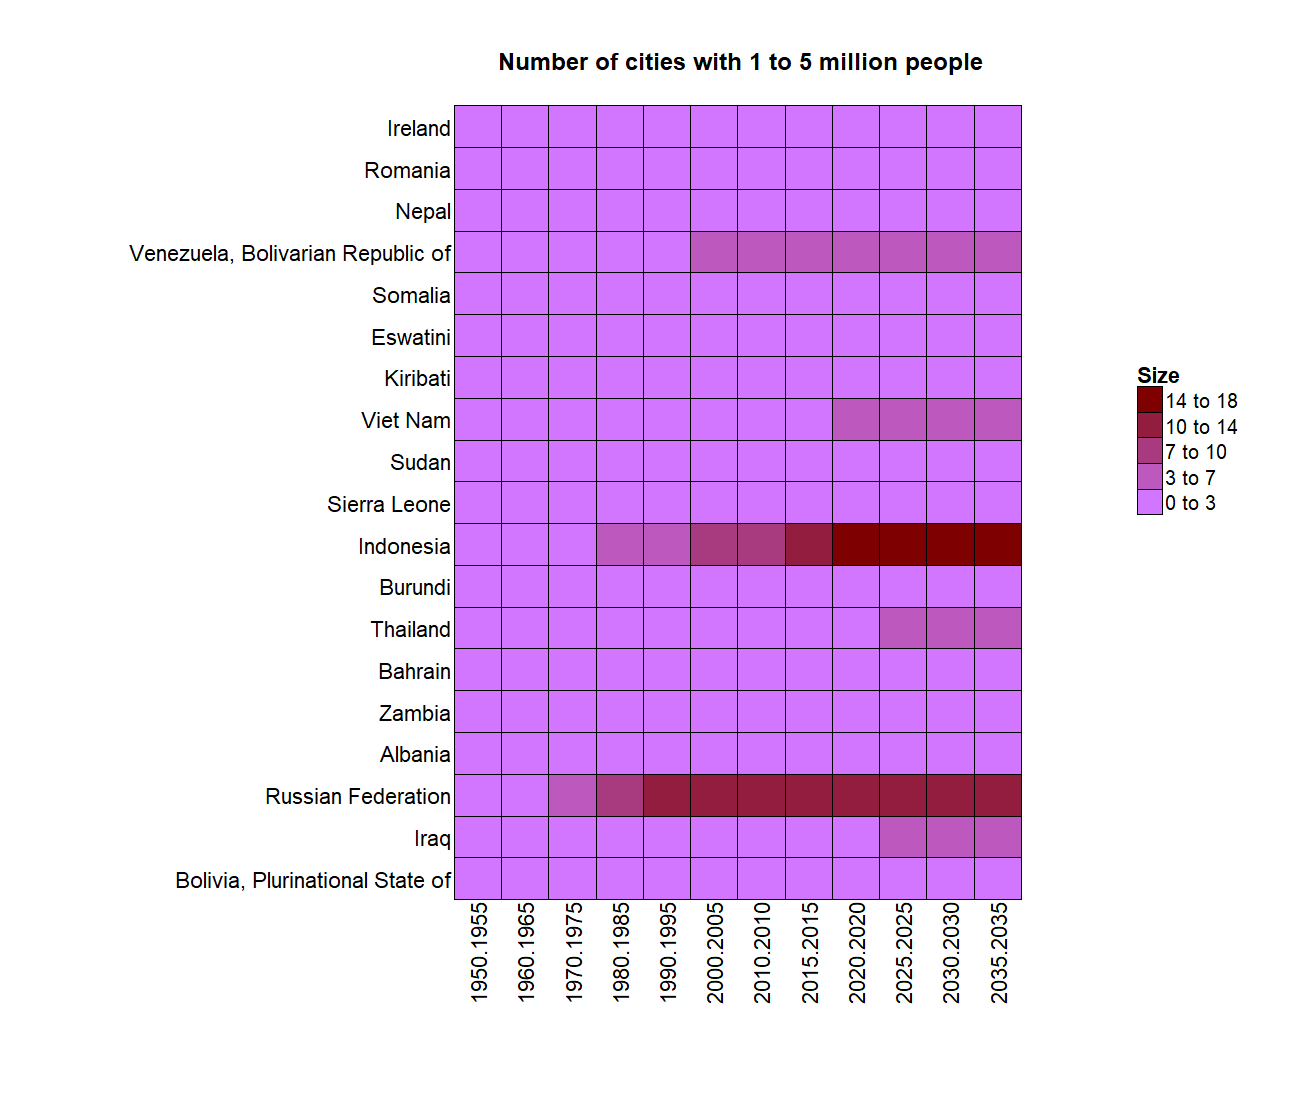 Number of cities with 1 to 5 million people
Ireland
Romania
Nepal
Venezuela, Bolivarian Republic of
Somalia
Eswatini
Kiribati
Viet Nam
Sudan
Sierra Leone
Indonesia
Burundi
Thailand
Bahrain
Zambia
Albania
Russian Federation
Iraq
Bolivia, Plurinational State of
1950.1955
1960.1965
1970.1975
1980.1985
1990.1995
2000.2005
2010.2010
2015.2015
2020.2020
2025.2025
2030.2030
2035.2035
Size
14 to 18
10 to 14
7 to 10
3 to 7
0 to 3